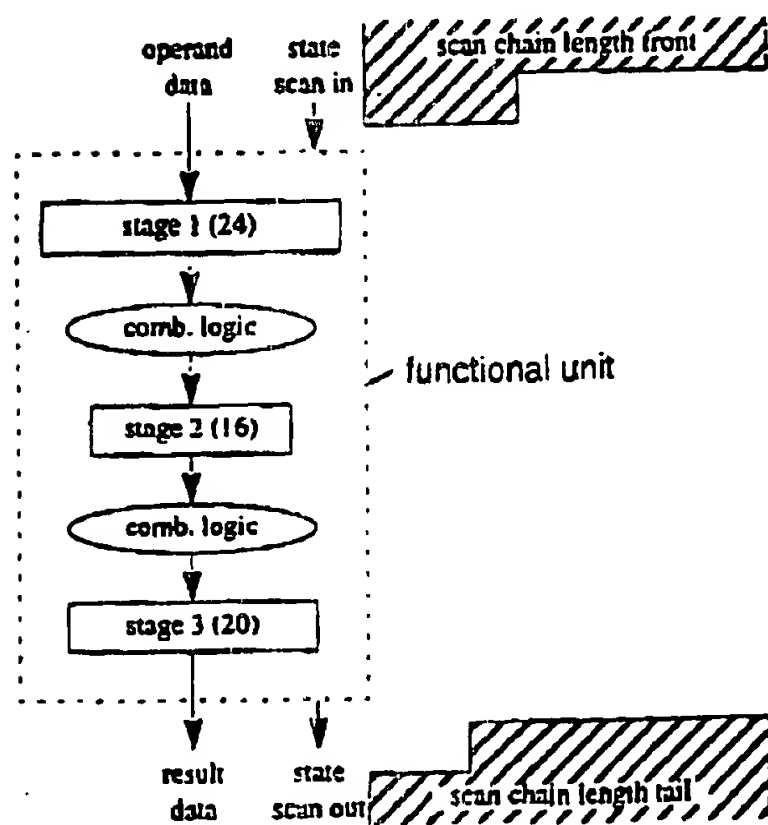 operand
data
state
scan in
scan chain length front
stage 1 (24)
comb. logic
functional unit
stage 2 (16)
comb. logic
stage 3 (20)
result
data
state
scan out
scan chain length tail